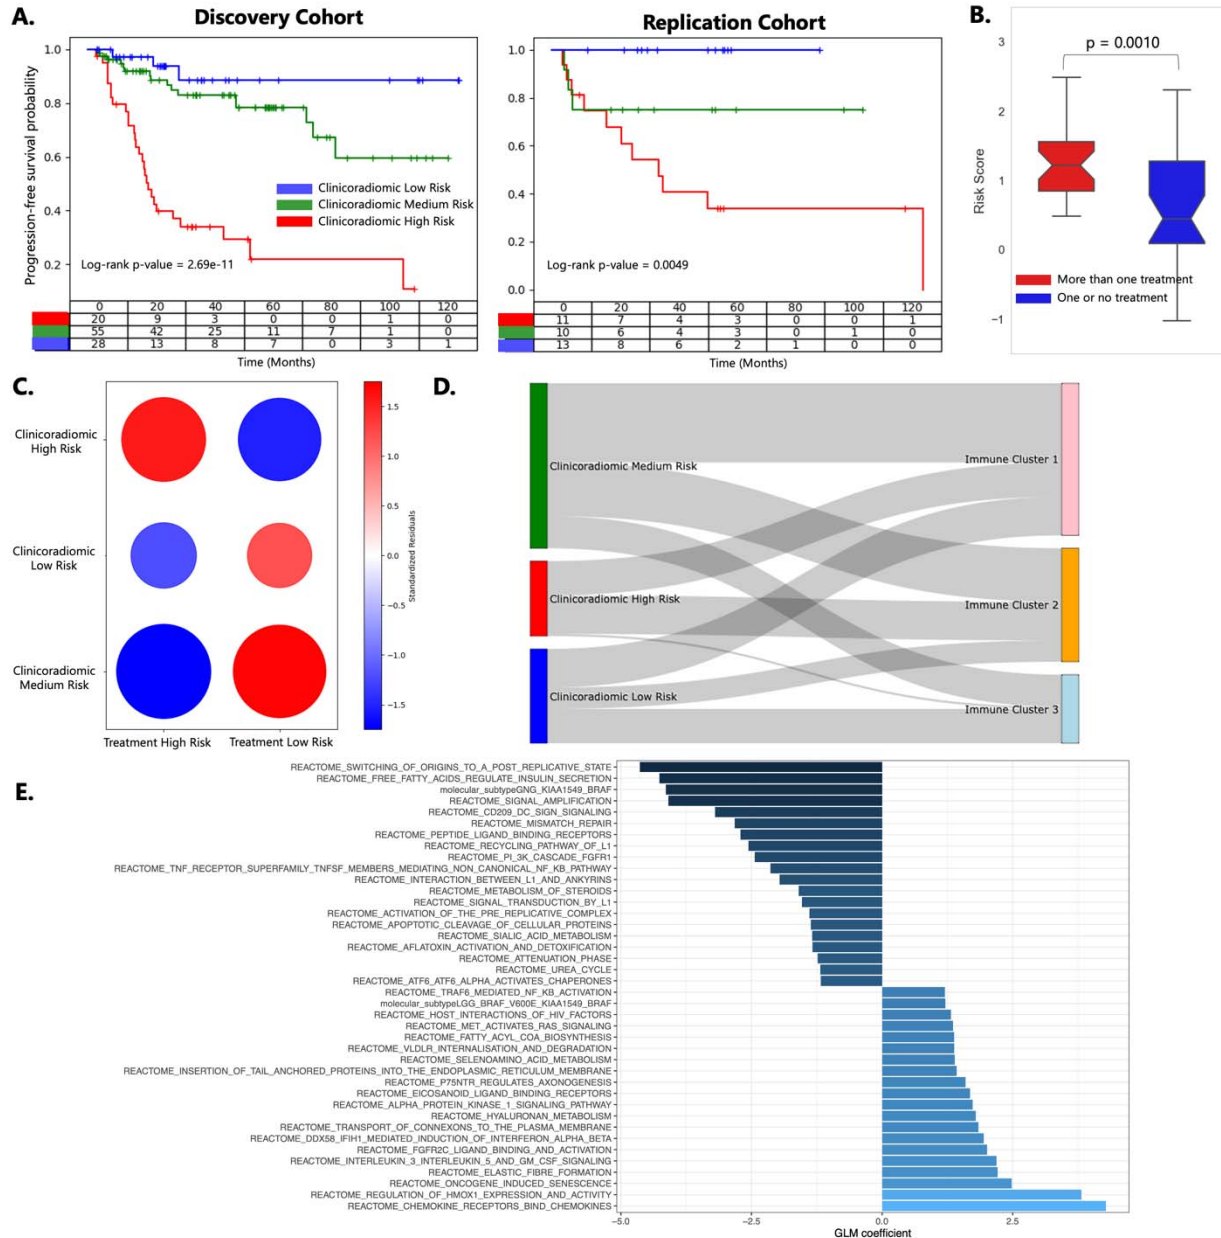 A.
Discovery Cohort
Replication Cohort
B.
Progression-free survival probability
1.0
0.8
0.6
0.4
0.2
Clinicoradiomic Low Risk
Clinicoradiomic Medium Risk
Clinicoradiomic High Risk
Log-rank p-value = 2.69e-11
0 20 40 60 80 100 120
20 9 3 0 0 1 0
55 42 25 11 7 1 0
28 13 8 7 0 3 1
Time (Months)
1.0
0.8
0.6
0.4
0.2
0.0
Log-rank p-value = 0.0049
0 20 40 60 80 100 120
11 7 4 3 0 0 1
10 6 4 3 0 1 0
13 8 6 2 1 0 0
Time (Months)
p = 0.0010
Risk Score
3
2
1
0
−1
More than one treatment
One or no treatment
C.
Clinicoradiomic
High Risk
Clinicoradiomic
Low Risk
Clinicoradiomic
Medium Risk
Treatment High Risk
Treatment Low Risk
1.5
1.0
0.5
0.0
−0.5
−1.0
−1.5
Standardized Residuals
D.
Clinicoradiomic Medium Risk
Clinicoradiomic High Risk
Clinicoradiomic Low Risk
Immune Cluster 1
Immune Cluster 2
Immune Cluster 3
E.
REACTOME_SWITCHING_OF_ORIGINS_TO_A_POST_REPLICATIVE_STATE
REACTOME_FREE_FATTY_ACIDS_REGULATE_INSULIN_SECRETION
molecular_subtypeGNG_KIAA1549_BRAF
REACTOME_SIGNAL_AMPLIFICATION
REACTOME_CD209_DC_SIGN_SIGNALING
REACTOME_MISMATCH_REPAIR
REACTOME_PEPTIDE_LIGAND_BINDING_RECEPTORS
REACTOME_RECYCLING_PATHWAY_OF_L1
REACTOME_PI_3K_CASCADE_FGFR1
REACTOME_TNF_RECEPTOR_SUPERFAMILY_TNFSF_MEMBERS_MEDIATING_NON_CANONICAL_NF_KB_PATHWAY
REACTOME_INTERACTION_BETWEEN_L1_AND_ANKYRINS
REACTOME_METABOLISM_OF_STEROIDS
REACTOME_SIGNAL_TRANSDUCTION_BY_L1
REACTOME_ACTIVATION_OF_THE_PRE_REPLICATIVE_COMPLEX
REACTOME_APOPTOTIC_CLEAVAGE_OF_CELLULAR_PROTEINS
REACTOME_SIALIC_ACID_METABOLISM
REACTOME_AFLATOXIN_ACTIVATION_AND_DETOXIFICATION
REACTOME_ATTENUATION_PHASE
REACTOME_UREA_CYCLE
REACTOME_ATF6_ATF6_ALPHA_ACTIVATES_CHAPERONES
REACTOME_TRAF6_MEDIATED_NF_KB_ACTIVATION
molecular_subtypeLGG_BRAF_V600E_KIAA1549_BRAF
REACTOME_HOST_INTERACTIONS_OF_HIV_FACTORS
REACTOME_MET_ACTIVATES_RAS_SIGNALING
REACTOME_FATTY_ACYL_COA_BIOSYNTHESIS
REACTOME_VLDLR_INTERNALISATION_AND_DEGRADATION
REACTOME_SELENOAMINO_ACID_METABOLISM
REACTOME_INSERTION_OF_TAIL_ANCHORED_PROTEINS_INTO_THE_ENDOPLASMIC_RETICULUM_MEMBRANE
REACTOME_P75NTR_REGULATES_AXONOGENESIS
REACTOME_EICOSANOID_LIGAND_BINDING_RECEPTORS
REACTOME_ALPHA_PROTEIN_KINASE_1_SIGNALING_PATHWAY
REACTOME_HYALURONAN_METABOLISM
REACTOME_TRANSPORT_OF_CONNEXONS_TO_THE_PLASMA_MEMBRANE
REACTOME_DDX58_IFIH1_MEDIATED_INDUCTION_OF_INTERFERON_ALPHA_BETA
REACTOME_FGFR2C_LIGAND_BINDING_AND_ACTIVATION
REACTOME_INTERLEUKIN_3_INTERLEUKIN_5_AND_GM_CSF_SIGNALING
REACTOME_ELASTIC_FIBRE_FORMATION
REACTOME_ONCOGENE_INDUCED_SENESCENCE
REACTOME_REGULATION_OF_HMOX1_EXPRESSION_AND_ACTIVITY
REACTOME_CHEMOKINE_RECEPTORS_BIND_CHEMOKINES
−5.0 −2.5 0.0 2.5
GLM coefficient